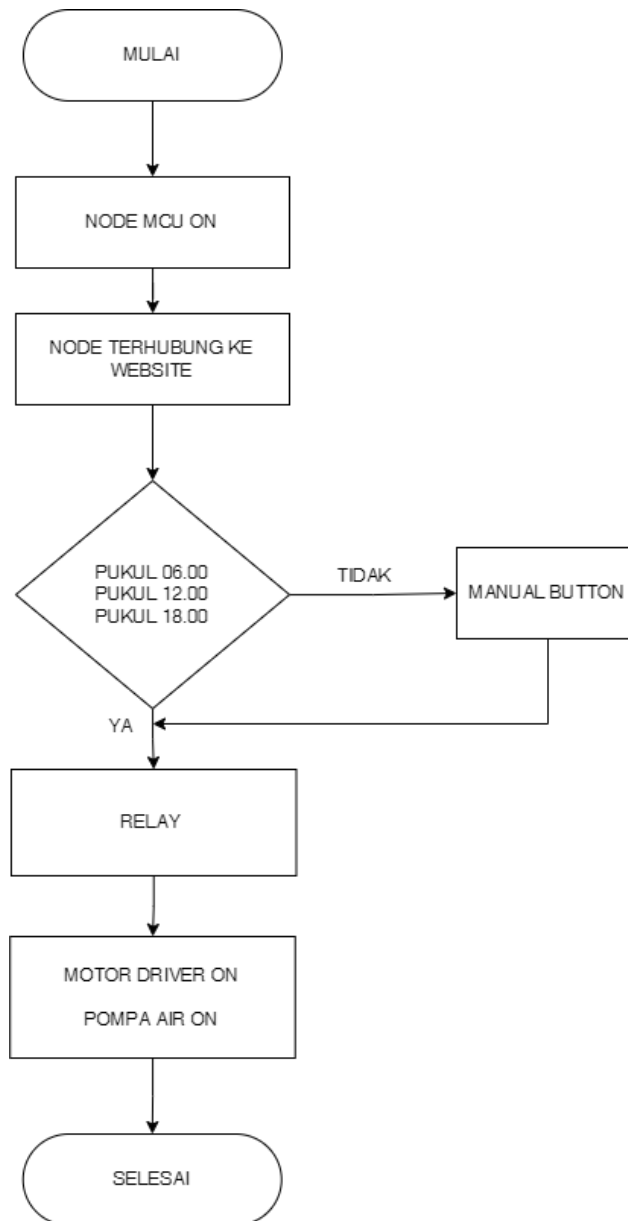 MULAI
NODE MCU ON
NODE TERHUBUNG KE
WEBSITE
PUKUL 06.00
PUKUL 12.00
PUKUL 18.00
TIDAK
MANUAL BUTTON
YA
RELAY
MOTOR DRIVER ON
POMPA AIR ON
SELESAI